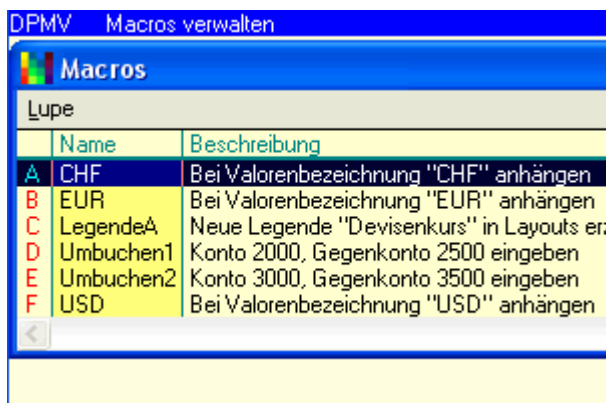 DPMV Macros verwalten
Macros
Lupe
Name Beschreibung
A CHF Bei Valorenbezeichnung "CHF" anhängen
B EUR Bei Valorenbezeichnung "EUR" anhängen
C LegendeA Neue Legende "Devisenkurs" in Layouts erz
D Umbuchen1 Konto 2000, Gegenkonto 2500 eingeben
E Umbuchen2 Konto 3000, Gegenkonto 3500 eingeben
F USD Bei Valorenbezeichnung "USD" anhängen